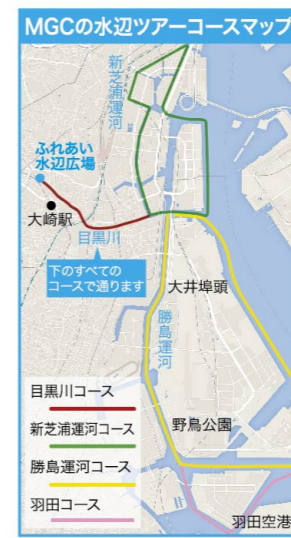 MGCの水辺ツアーコースマップ
新芝浦運河
ふれあい
水辺広場
大崎駅
目黒川
下のすべての
コースで通ります
大井埠頭
勝島運河
目黒川コース
新芝浦運河コース
勝島運河コース
羽田コース
野鳥公園
羽田空港